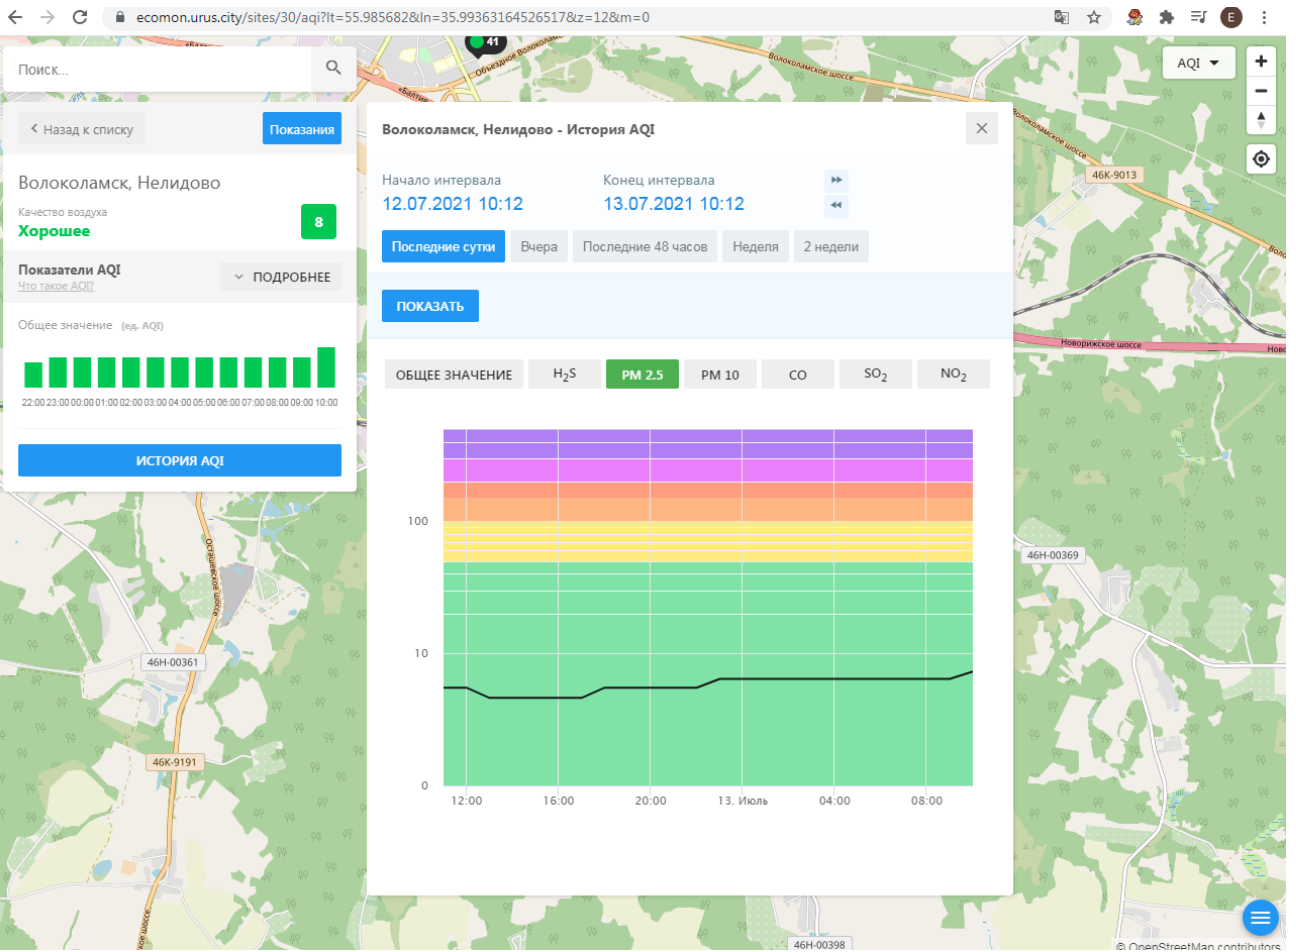 ecomon.urus.city/sites/30/aqi?lt=55.985682&ln=35.99363164526517&z=12&m=0
E
41
Объездное Волоколамс
Волоколамское шоссе
«Балтия»
Поиск...
AQI
+
−
Назад к списку
Показания
Волоколамск, Нелидово - История AQI
Волоколамское шоссе
46К-9013
Волоколамск, Нелидово
Качество воздуха
Хорошее
8
Начало интервала
Конец интервала
12.07.2021 10:12
13.07.2021 10:12
Последние сутки
Вчера
Последние 48 часов
Неделя
2 недели
Показатели AQI
Что такое AQI?
ПОДРОБНЕЕ
ПОКАЗАТЬ
Общее значение (ед. AQI)
22:00 23:00 00:00 01:00 02:00 03:00 04:00 05:00 06:00 07:00 08:00 09:00 10:00
Новорижское шоссе
ОБЩЕЕ ЗНАЧЕНИЕ
H2S
PM 2.5
PM 10
CO
SO2
NO2
ИСТОРИЯ AQI
100
10
0
12:00
16:00
20:00
13. Июль
04:00
08:00
Осташевское шоссе
46Н-00369
46Н-00361
46К-9191
46Н-00398
© OpenStreetMap contributors